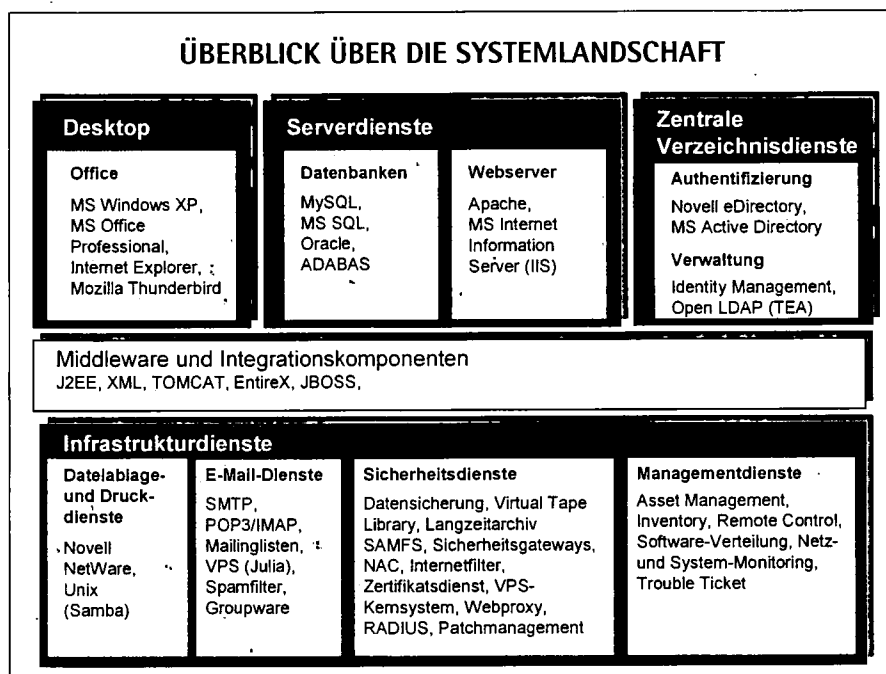 ÜBERBLICK ÜBER DIE SYSTEMLANDSCHAFT
Desktop
Office
MS Windows XP,
MS Office
Professional,
Internet Explorer,
Mozilla Thunderbird
Serverdienste
Datenbanken
MySQL,
MS SQL,
Oracle,
ADABAS
Webserver
Apache,
MS Internet
Information
Server (IIS)
Zentrale
Verzeichnisdienste
Authentifizierung
Novell eDirectory,
MS Active Directory
Verwaltung
Identity Management,
Open LDAP (TEA)
Middleware und Integrationskomponenten
J2EE, XML, TOMCAT, EntireX, JBOSS,
Infrastrukturdienste
Dateiablage-
und Druck-
dienste
Novell
NetWare,
Unix
(Samba)
E-Mail-Dienste
SMTP,
POP3/IMAP,
Mailinglisten,
VPS (Julia),
Spamfilter,
Groupware
Sicherheitsdienste
Datensicherung, Virtual Tape
Library, Langzeitarchiv
SAMFS, Sicherheitsgateways,
NAC, Internetfilter,
Zertifikatsdienst, VPS-
Kernsystem, Webproxy,
RADIUS, Patchmanagement
Managementdienste
Asset Management,
Inventory, Remote Control,
Software-Verteilung, Netz-
und System-Monitoring,
Trouble Ticket